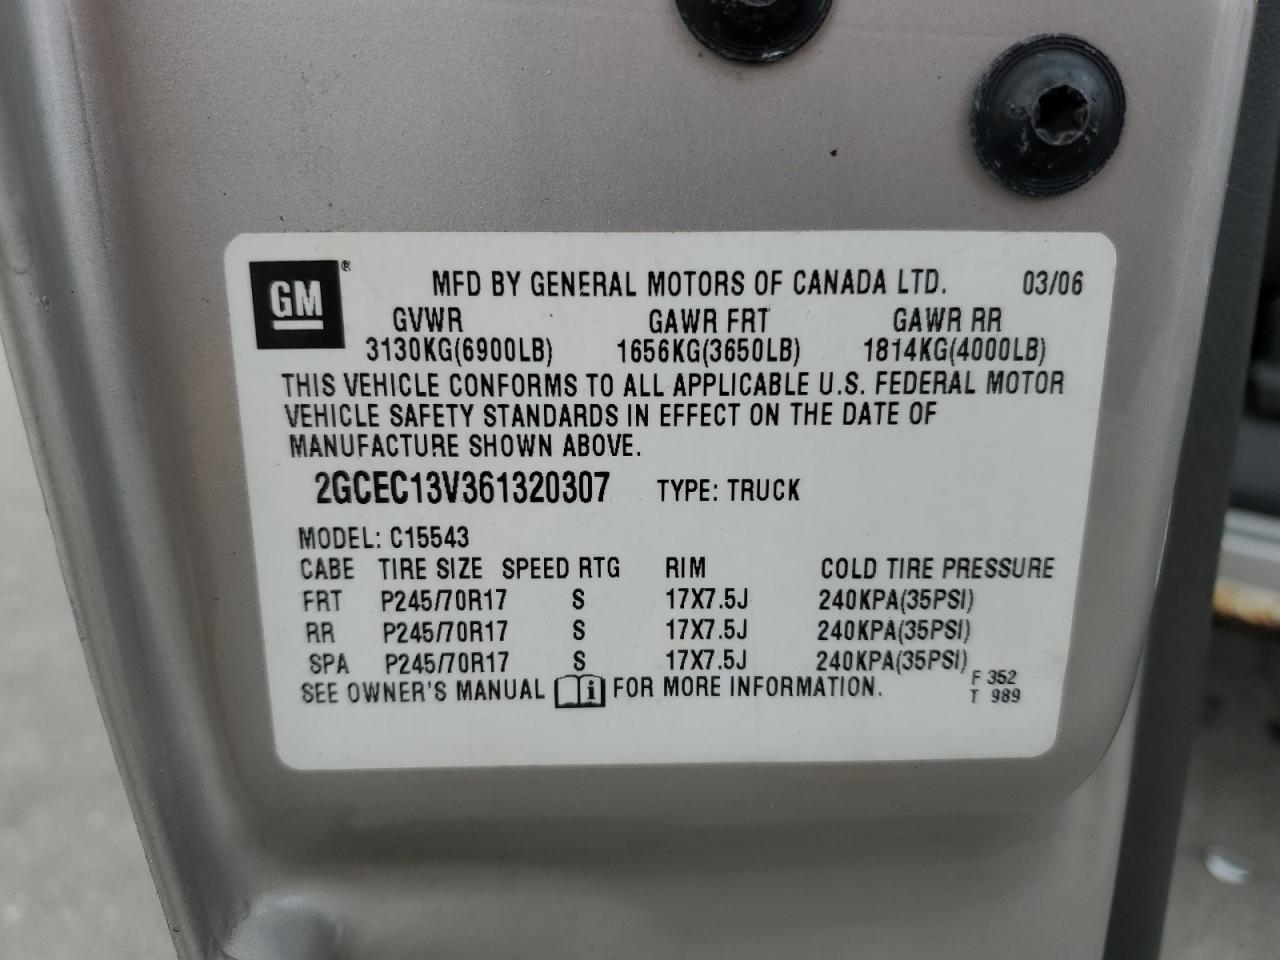 GM® MFD BY GENERAL MOTORS OF CANADA LTD. 03/06
GVWR GAWR FRT GAWR RR
3130KG(6900LB) 1656KG(3650LB) 1814KG(4000LB)
THIS VEHICLE CONFORMS TO ALL APPLICABLE U.S. FEDERAL MOTOR
VEHICLE SAFETY STANDARDS IN EFFECT ON THE DATE OF
MANUFACTURE SHOWN ABOVE.
2GCEC13V361320307 TYPE: TRUCK
MODEL: C15543
CABE TIRE SIZE SPEED RTG RIM COLD TIRE PRESSURE
FRT P245/70R17 S 17X7.5J 240KPA(35PSI)
RR P245/70R17 S 17X7.5J 240KPA(35PSI)
SPA P245/70R17 S 17X7.5J 240KPA(35PSI)
SEE OWNER'S MANUAL i FOR MORE INFORMATION. F 352
T 989